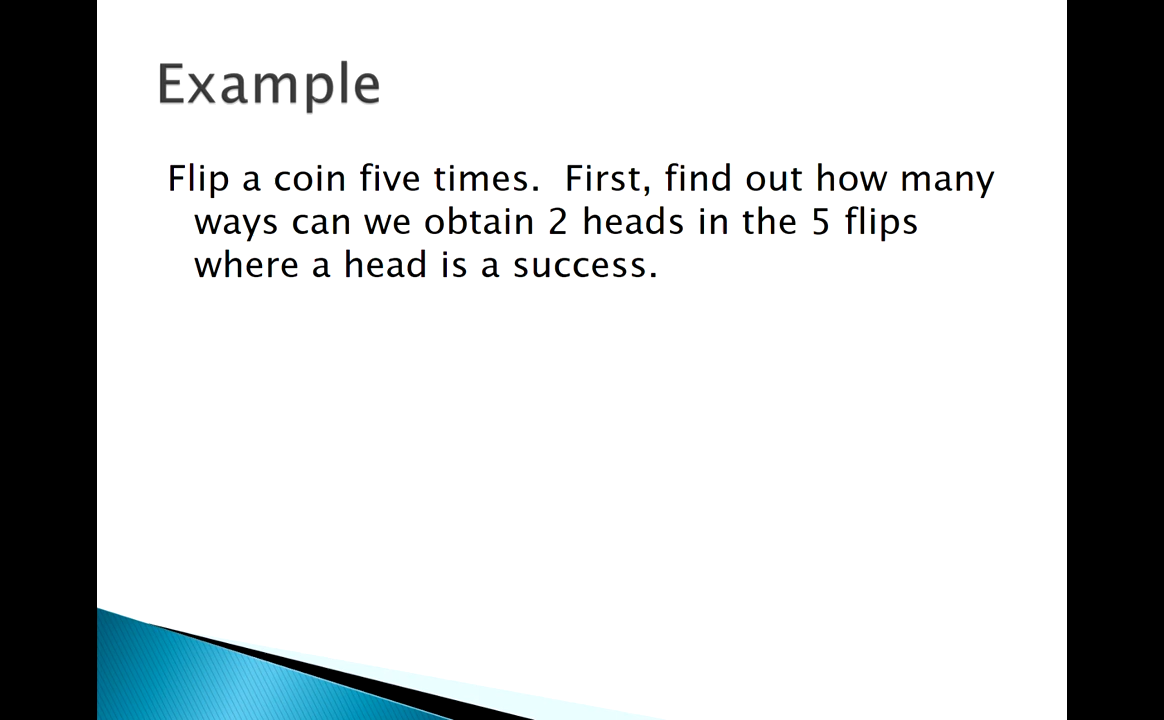 Example
Flip a coin five times.  First, find out how many
ways can we obtain 2 heads in the 5 flips
where a head is a success.